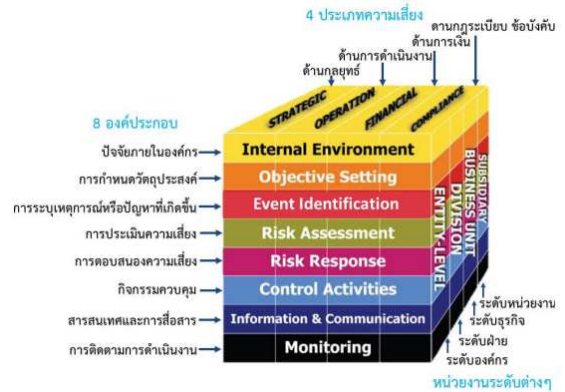 4 ประเภทความเสี่ยง
ด้านกฎระเบียบ ข้อบังคับ
ด้านการเงิน
ด้านการดำเนินงาน
ด้านกลยุทธ์
STRATEGIC
OPERATION
FINANCIAL
COMPLIANCE
8 องค์ประกอบ
ปัจจัยภายในองค์กร
Internal Environment
การกำหนดวัตถุประสงค์
Objective Setting
การระบุเหตุการณ์หรือปัญหาที่เกิดขึ้น
Event Identification
การประเมินความเสี่ยง
Risk Assessment
การตอบสนองความเสี่ยง
Risk Response
กิจกรรมควบคุม
Control Activities
สารสนเทศและการสื่อสาร
Information & Communication
การติดตามการดำเนินงาน
Monitoring
ENTITY-LEVEL
DIVISION
BUSINESS UNIT
SUBSIDIARY
ระดับหน่วยงาน
ระดับธุรกิจ
ระดับฝ่าย
ระดับองค์กร
หน่วยงานระดับต่างๆ